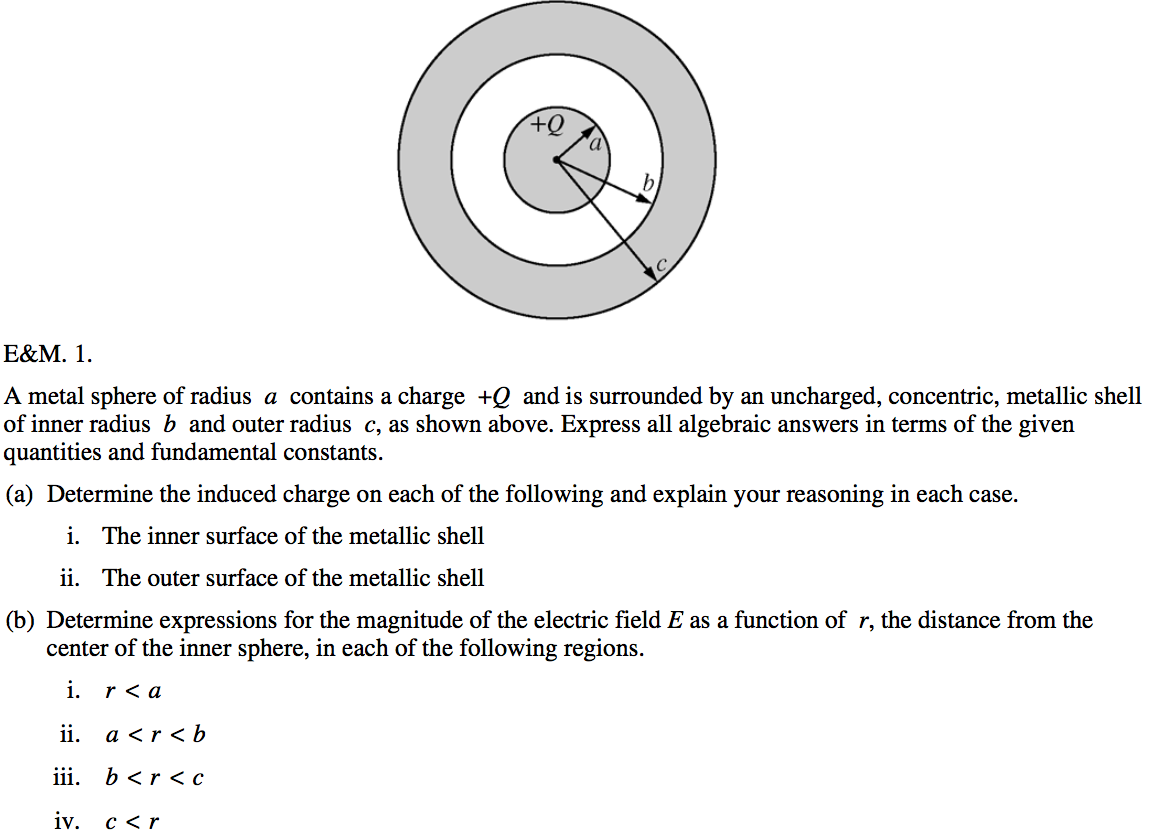 +Q
a
b
c
E&M. 1.
A metal sphere of radius a contains a charge +Q and is surrounded by an uncharged, concentric, metallic shell
of inner radius b and outer radius c, as shown above. Express all algebraic answers in terms of the given
quantities and fundamental constants.
(a) Determine the induced charge on each of the following and explain your reasoning in each case.
i. The inner surface of the metallic shell
ii. The outer surface of the metallic shell
(b) Determine expressions for the magnitude of the electric field E as a function of r, the distance from the
center of the inner sphere, in each of the following regions.
i. r < a
ii. a < r < b
iii. b < r < c
iv. c < r